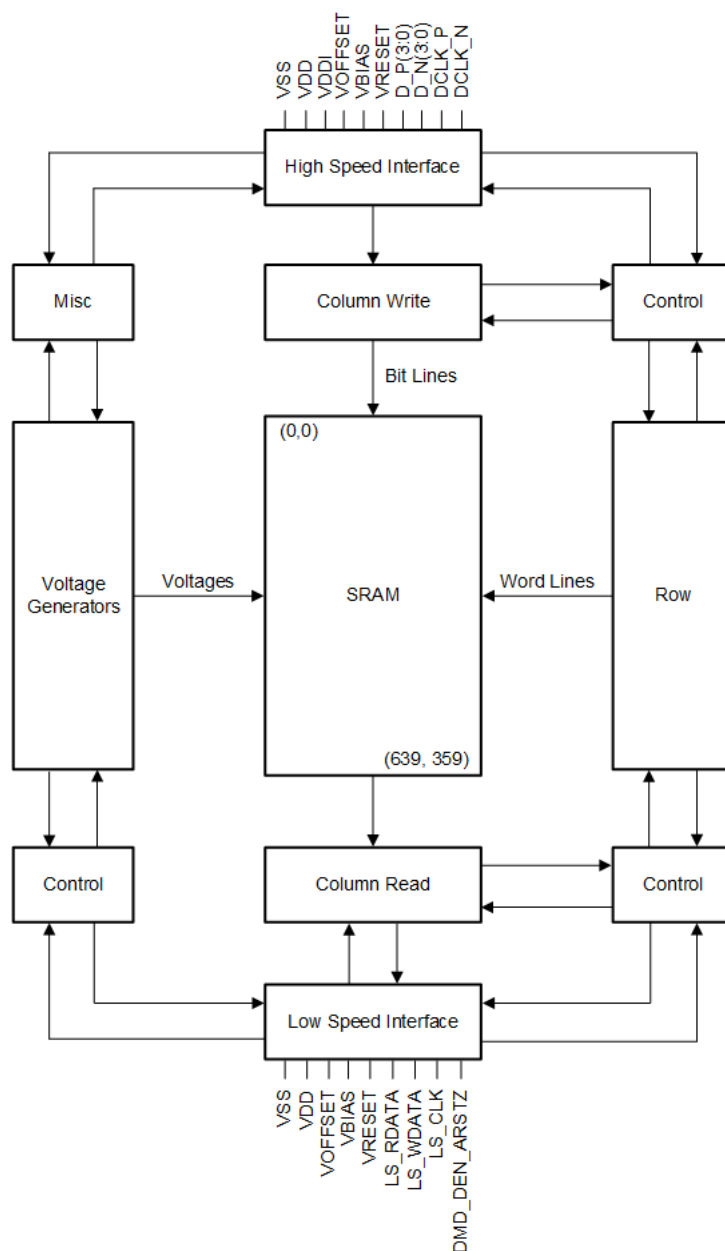 VSS
VDD
VDDI
VOFFSET
VBIAS
VRESET
D_P(3:0)
D_N(3:0)
DCLK_P
DCLK_N
High Speed Interface
Misc
Column Write
Control
Bit Lines
(0,0)
Voltage
Generators
Voltages
SRAM
Word Lines
Row
(639, 359)
Control
Column Read
Control
Low Speed Interface
VSS
VDD
VOFFSET
VBIAS
VRESET
LS_RDATA
LS_WDATA
LS_CLK
DMD_DEN_ARSTZ